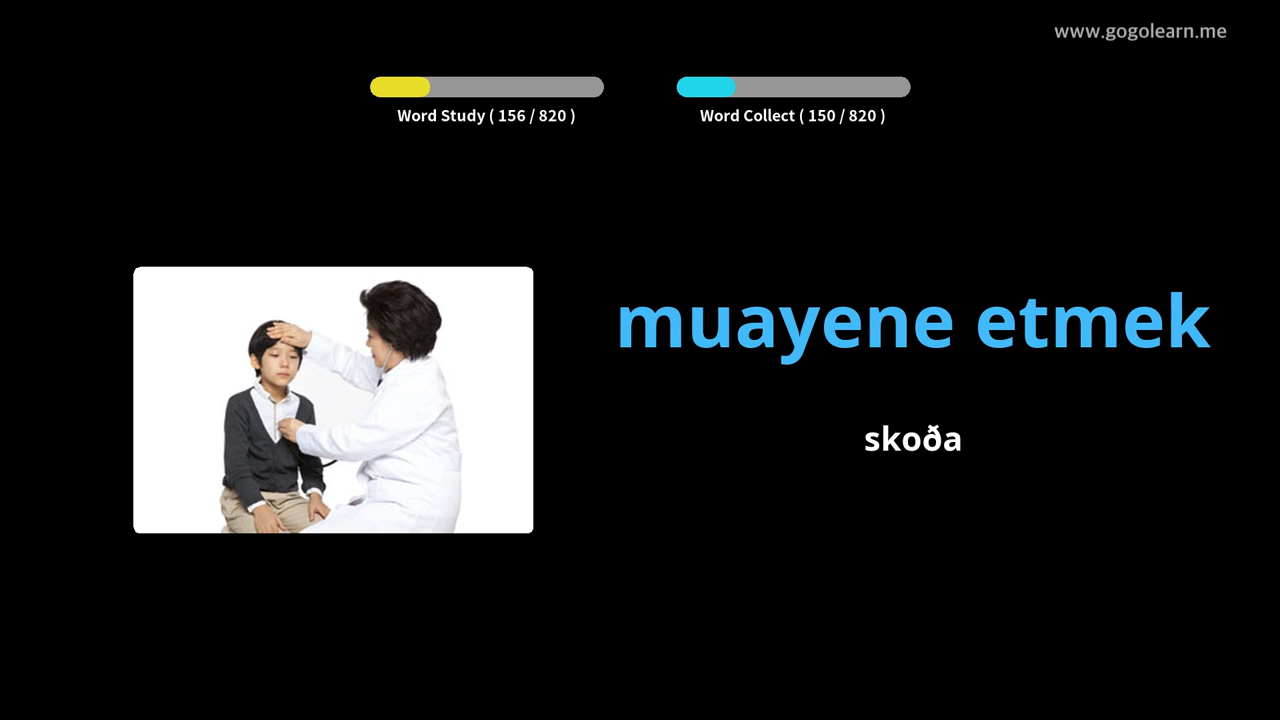 www.gogolearn.me
Word Study ( 156 / 820 )
Word Collect ( 150 / 820 )
muayene etmek
skoða